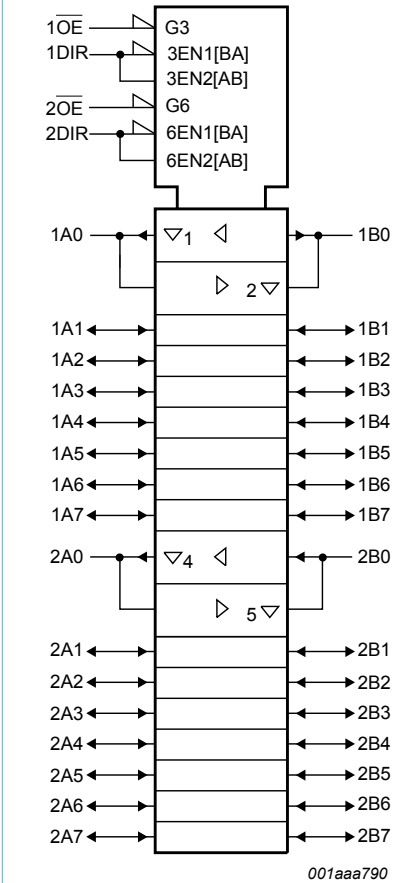 1O̅E̅ G3
1DIR 3EN1[BA]
3EN2[AB]
2O̅E̅ G6
2DIR 6EN1[BA]
6EN2[AB]
1A0 1 1B0
2
1A1 1B1
1A2 1B2
1A3 1B3
1A4 1B4
1A5 1B5
1A6 1B6
1A7 1B7
2A0 4 2B0
5
2A1 2B1
2A2 2B2
2A3 2B3
2A4 2B4
2A5 2B5
2A6 2B6
2A7 2B7
001aaa790